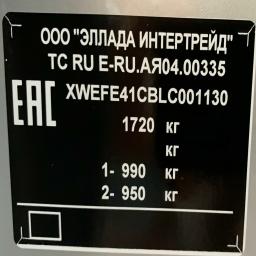 ООО "ЭЛЛАДА ИНТЕРТРЕЙД"
ТС RU E-RU.АЯ04.00335
EAC
XWEFE41CBLC001130
1720 кг
кг
1- 990 кг
2- 950 кг